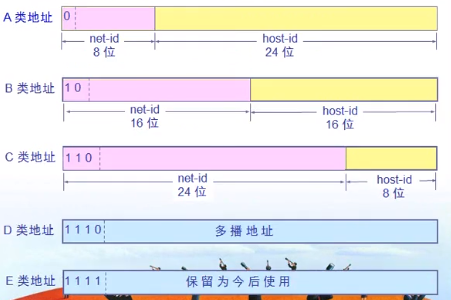 A 类地址 0
net-id host-id
8 位 24 位
B 类地址 1 0
net-id host-id
16 位 16 位
C 类地址 1 1 0
net-id host-id
24 位 8 位
D 类地址 1 1 1 0 多播地址
E 类地址 1 1 1 1 保留为今后使用